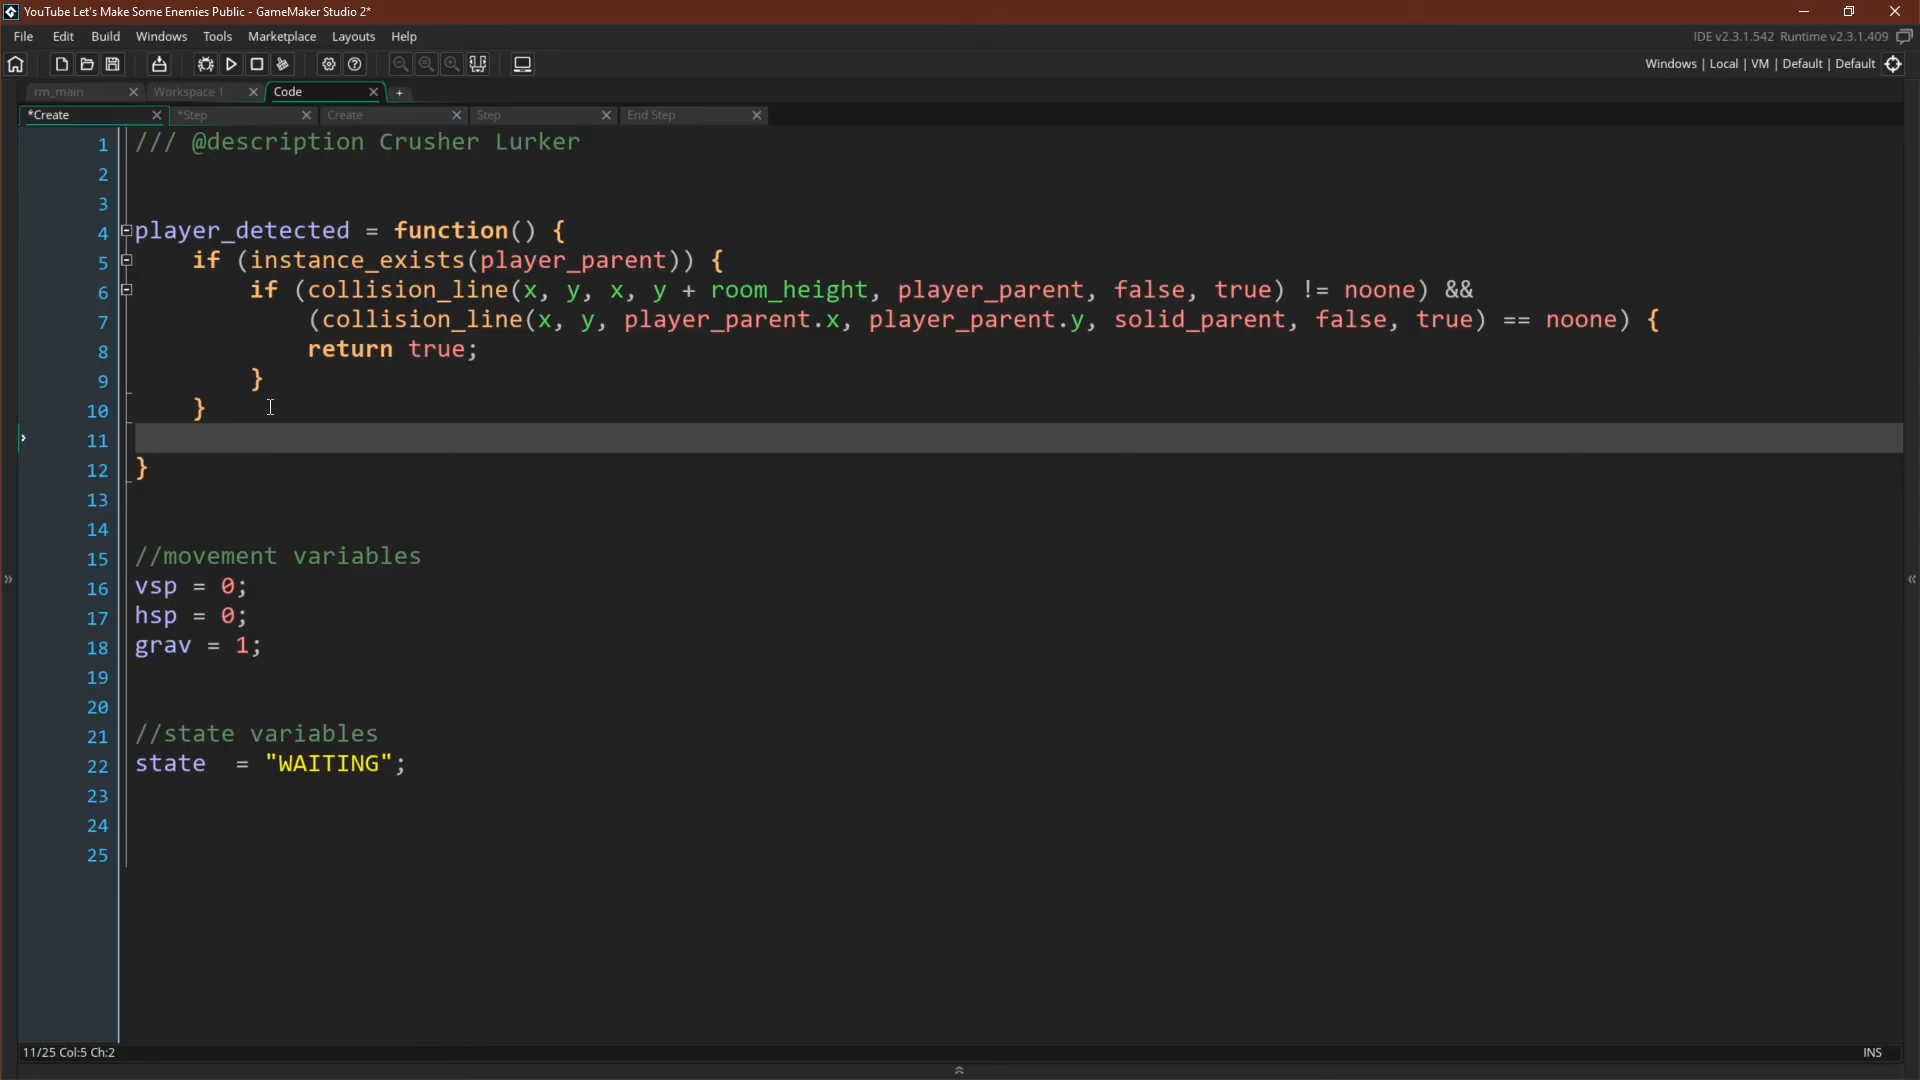 YouTube Let's Make Some Enemies Public - GameMaker Studio 2*
File Edit Build Windows Tools Marketplace Layouts Help
IDE v2.3.1.542 Runtime v2.3.1.409
Windows | Local | VM | Default | Default
rm_main Workspace 1 Code +
*Create *Step Create Step End Step
1 /// @description Crusher Lurker
2
3
4 player_detected = function() {
5 if (instance_exists(player_parent)) {
6 if (collision_line(x, y, x, y + room_height, player_parent, false, true) != noone) &&
7 (collision_line(x, y, player_parent.x, player_parent.y, solid_parent, false, true) == noone) {
8 return true;
9 }
10 }
11
12 }
13
14
15 //movement variables
16 vsp = 0;
17 hsp = 0;
18 grav = 1;
19
20
21 //state variables
22 state  = "WAITING";
23
24
25
11/25 Col:5 Ch:2
INS